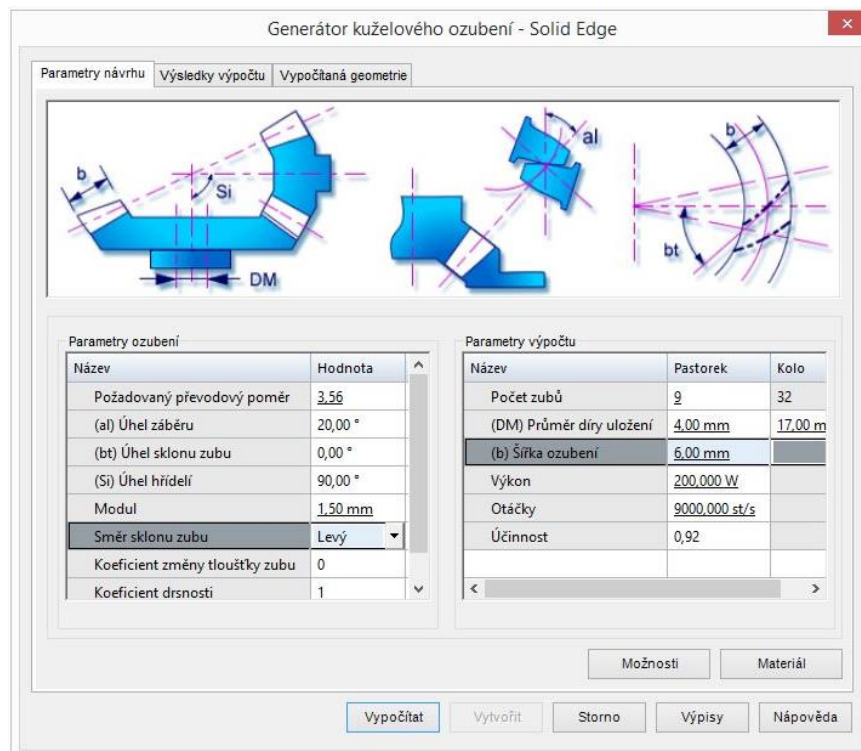 Generátor kuželového ozubení - Solid Edge
Parametry návrhu Výsledky výpočtu Vypočítaná geometrie
b Si DM al b bt
Parametry ozubení
Název Hodnota
Požadovaný převodový poměr 3,56
(al) Úhel záběru 20,00 °
(bt) Úhel sklonu zubu 0,00 °
(Si) Úhel hřídelí 90,00 °
Modul 1,50 mm
Směr sklonu zubu Levý
Koeficient změny tloušťky zubu 0
Koeficient drsnosti 1
Parametry výpočtu
Název Pastorek Kolo
Počet zubů 9 32
(DM) Průměr díry uložení 4,00 mm 17,00 m
(b) Šířka ozubení 6,00 mm
Výkon 200,000 W
Otáčky 9000,000 st/s
Účinnost 0,92
Možnosti Materiál
Vypočítat Vytvořit Storno Výpisy Nápověda